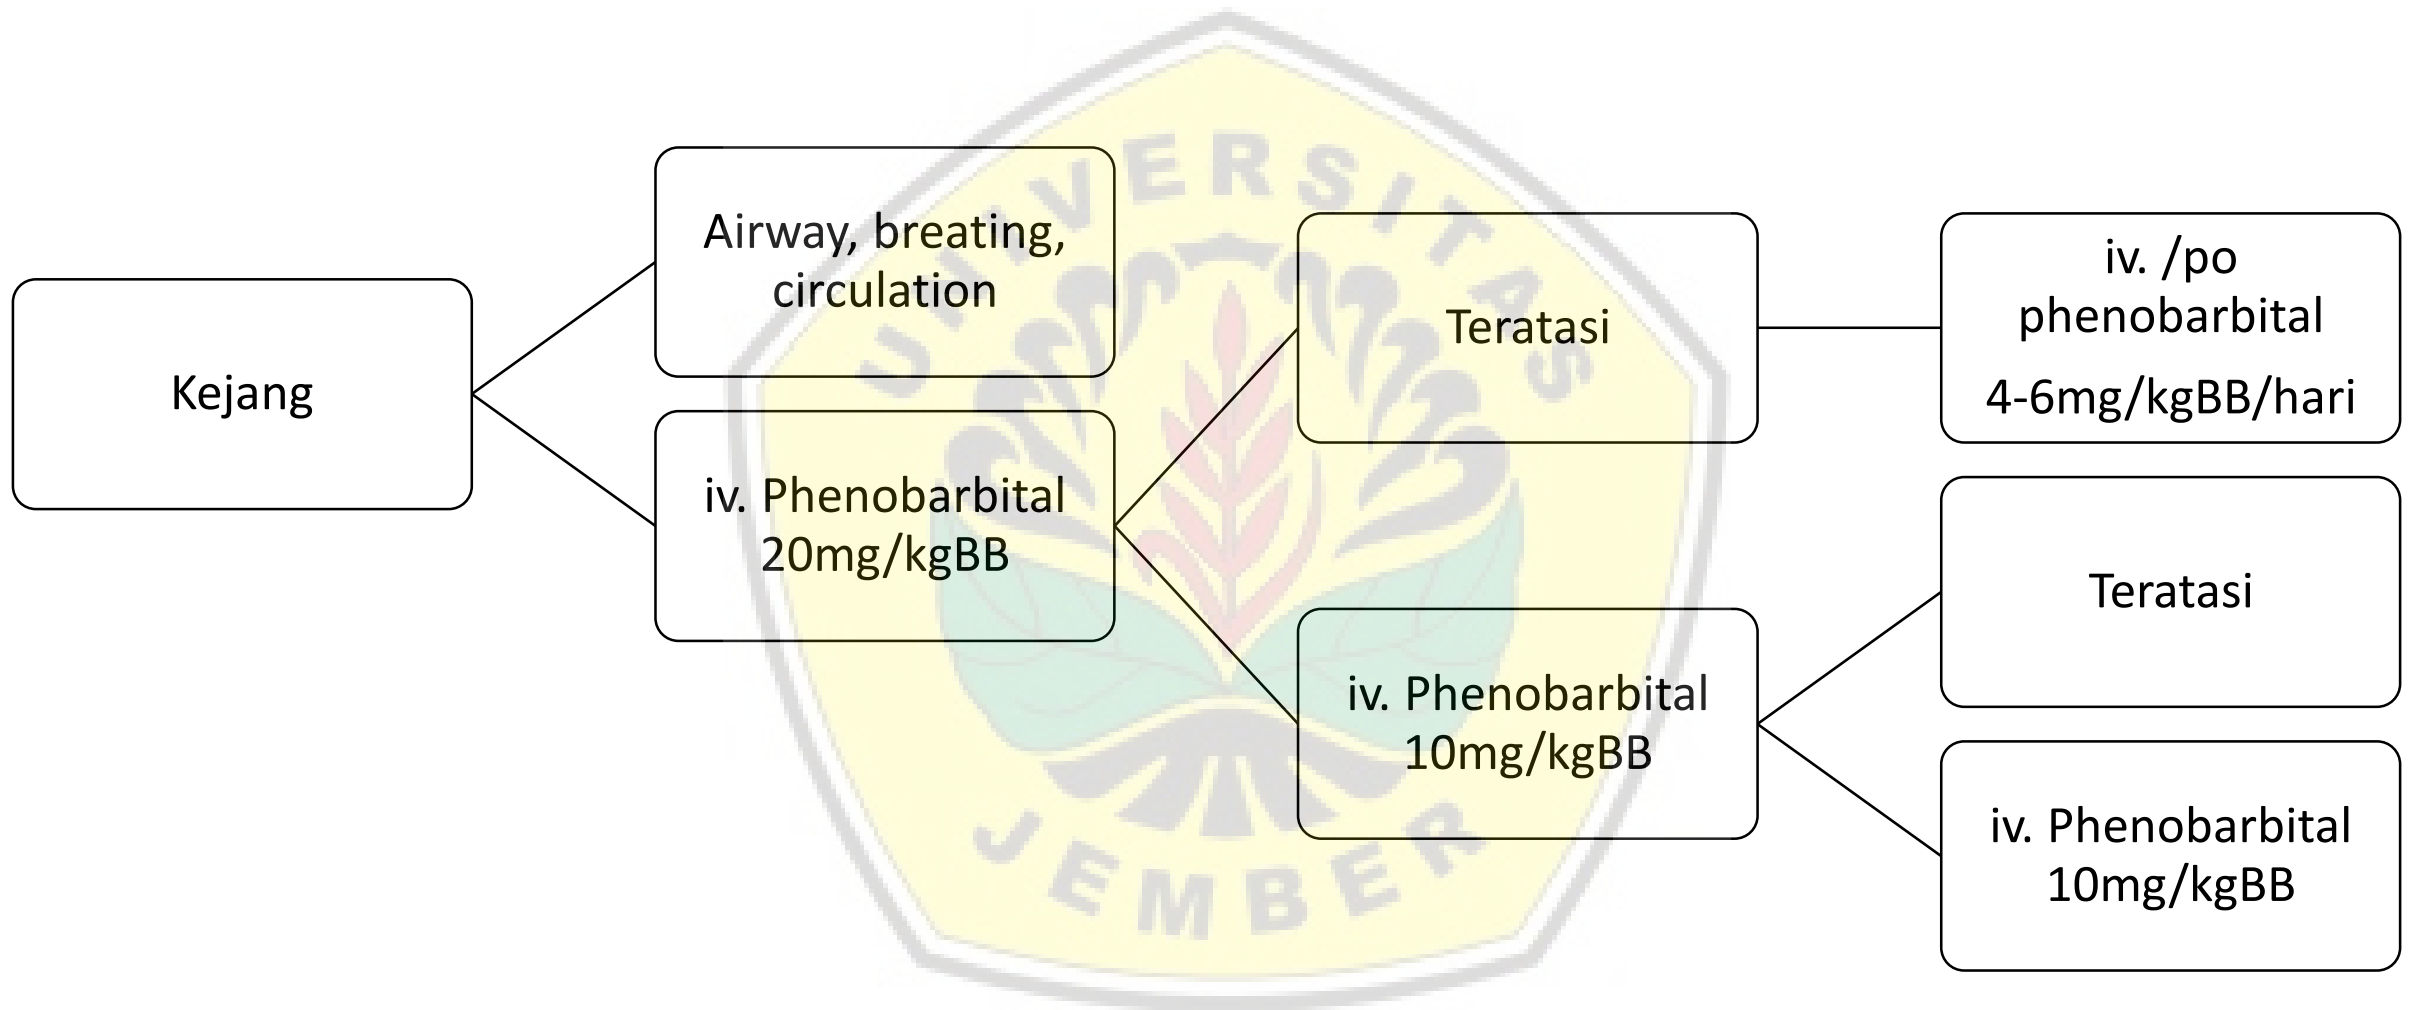 Kejang
Airway, breating,
circulation
iv. Phenobarbital
20mg/kgBB
Teratasi
iv. Phenobarbital
10mg/kgBB
iv. /po
phenobarbital
4-6mg/kgBB/hari
Teratasi
iv. Phenobarbital
10mg/kgBB
UNIVERSITAS
JEMBER